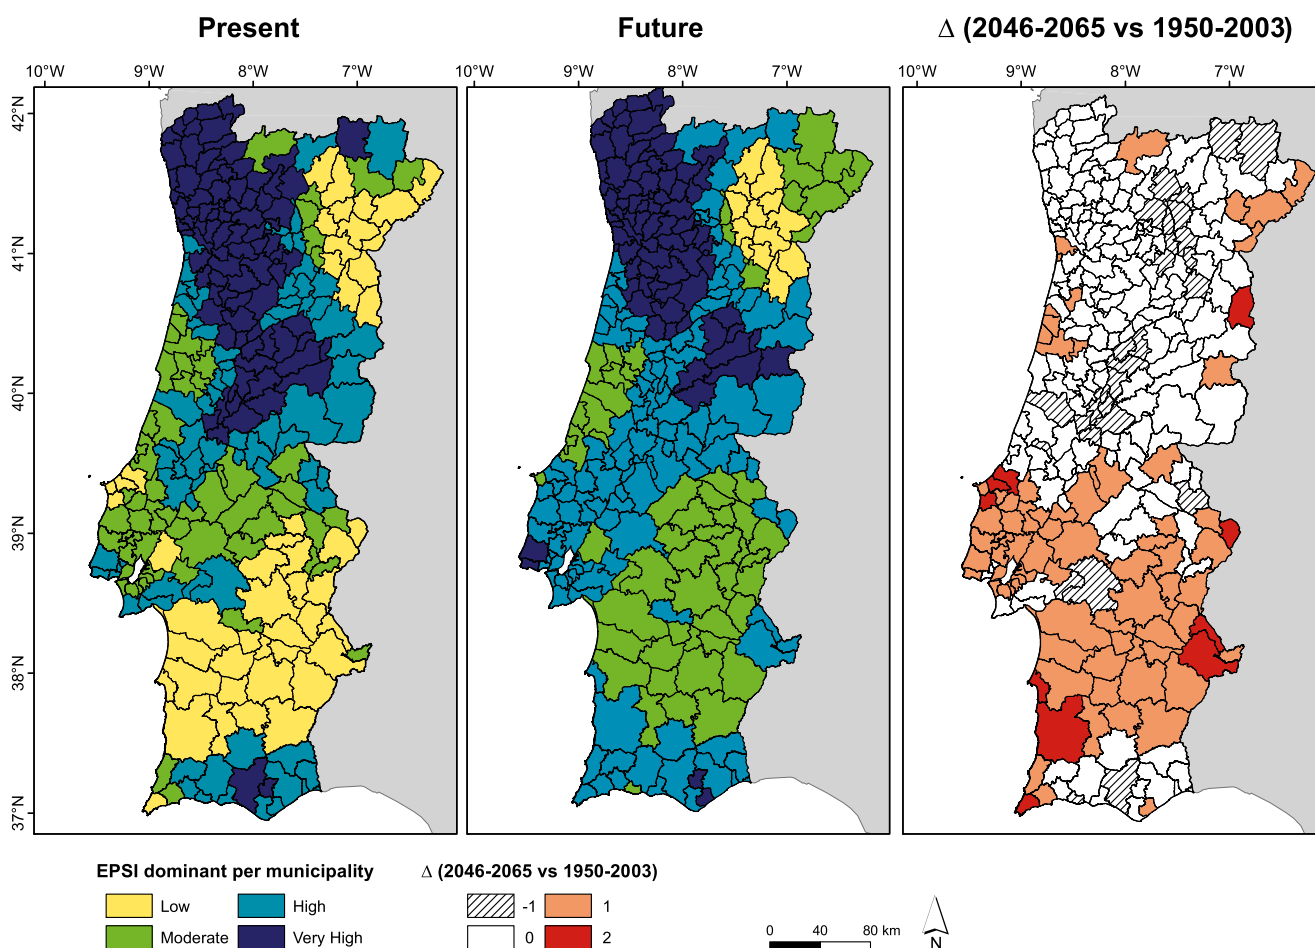 Present Future Δ (2046-2065 vs 1950-2003)
10°W 9°W 8°W 7°W 10°W 9°W 8°W 7°W 10°W 9°W 8°W 7°W
42°N
41°N
40°N
39°N
38°N
37°N
EPSI dominant per municipality Δ (2046-2065 vs 1950-2003)
Low High -1 1
Moderate Very High 0 2
0 40 80 km
N